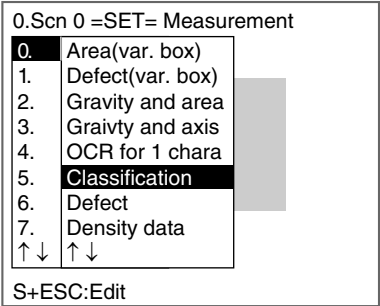 0.Scn 0 =SET= Measurement
0. Area(var. box)
1. Defect(var. box)
2. Gravity and area
3. Graivty and axis
4. OCR for 1 chara
5. Classification
6. Defect
7. Density data
↑↓ ↑↓
S+ESC:Edit